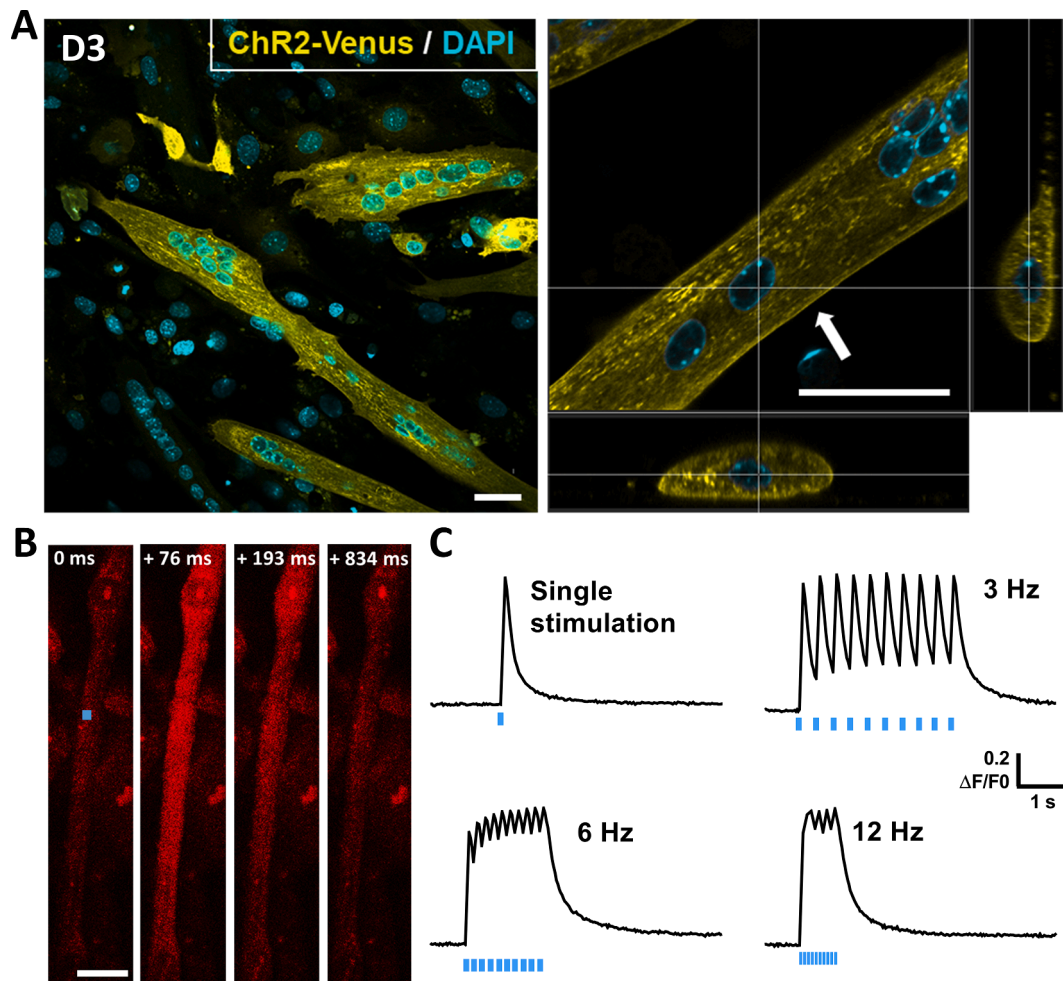 A
D3
ChR2-Venus / DAPI
B
0 ms
+ 76 ms
+ 193 ms
+ 834 ms
C
Single
stimulation
3 Hz
0.2
ΔF/F0
1 s
6 Hz
12 Hz